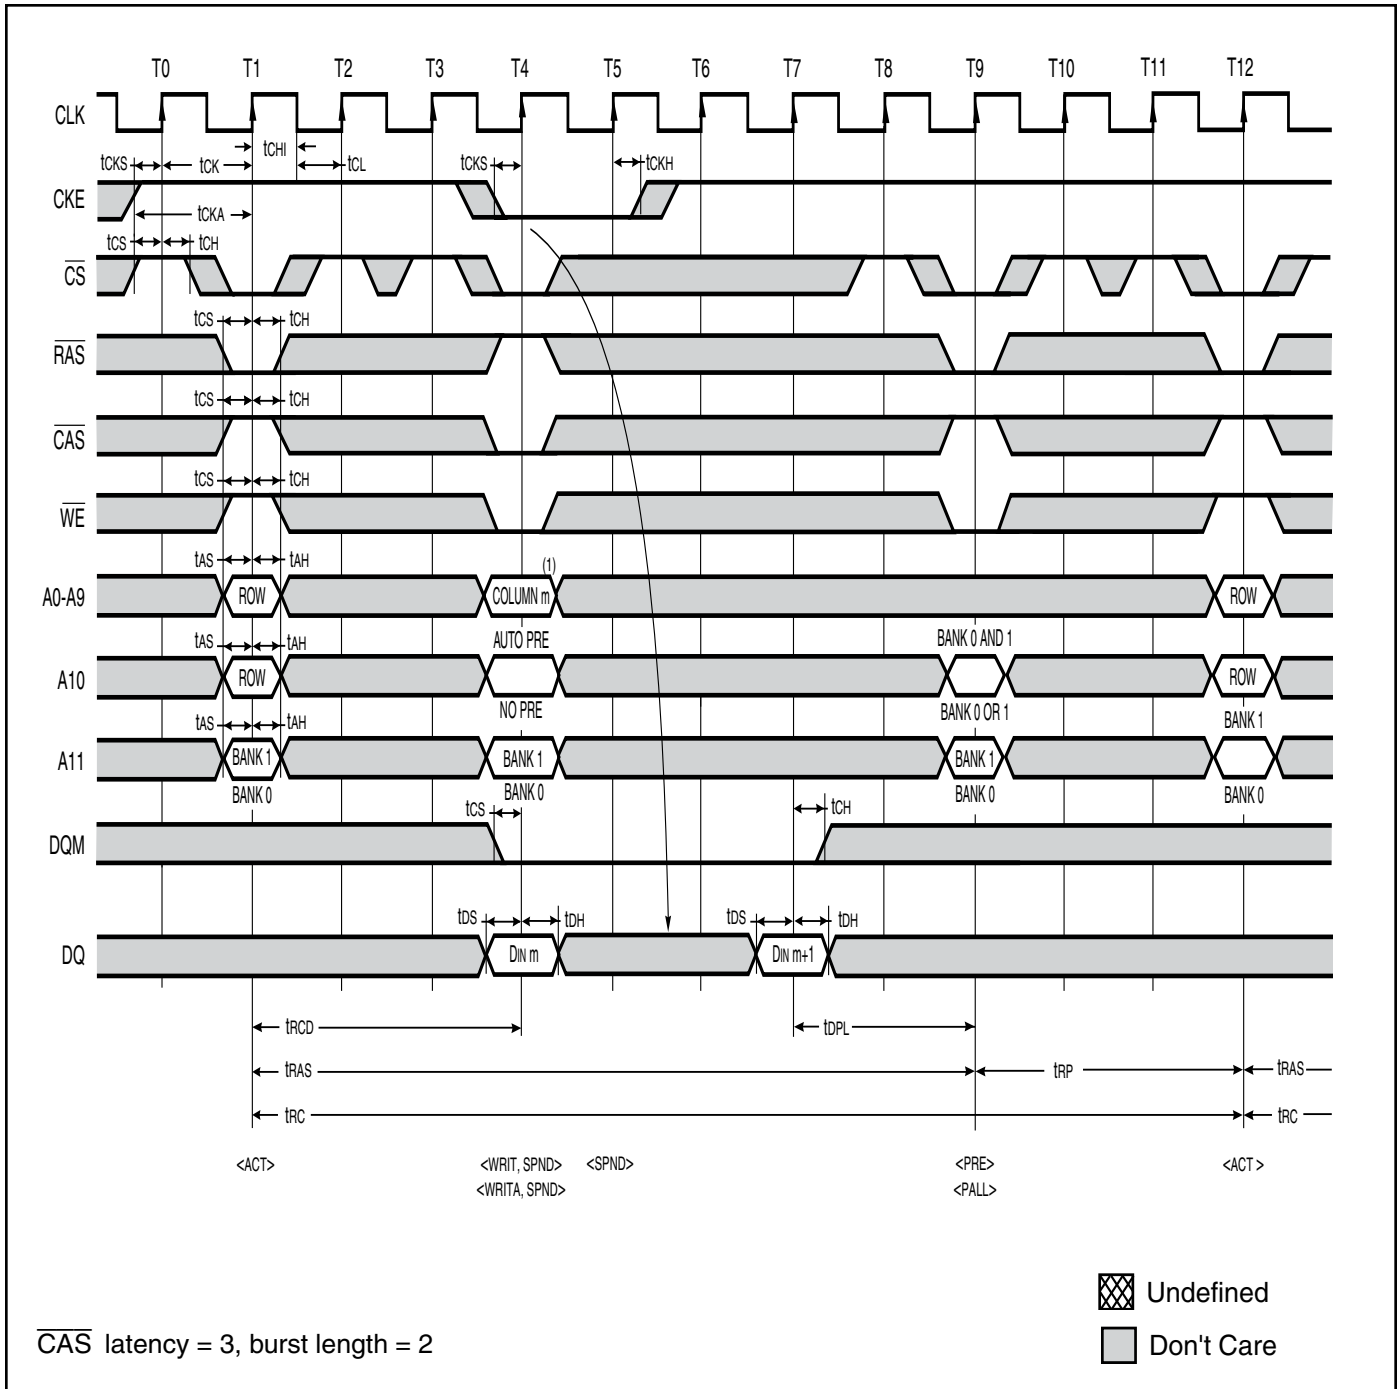 T0 T1 T2 T3 T4 T5 T6 T7 T8 T9 T10 T11 T12
CLK
tCHI
tCKS tCK tCL tCKS tCKH
CKE
tCKA
tCS tCH
CS
tCS tCH
RAS
tCS tCH
CAS
tCS tCH
WE
tAS tAH (1)
A0-A9 ROW COLUMN m ROW
tAS tAH AUTO PRE BANK 0 AND 1
A10 ROW ROW
NO PRE BANK 0 OR 1 BANK 1
tAS tAH
A11 BANK 1 BANK 1 BANK 1
BANK 0 BANK 0 BANK 0 BANK 0
tCS tCH
DQM
tDS tDH tDS tDH
DQ DIN m DIN m+1
tRCD tDPL
tRAS tRP tRAS
tRC tRC
<ACT> <WRIT, SPND> <SPND> <PRE> <ACT >
<WRITA, SPND> <PALL>
Undefined
CAS latency = 3, burst length = 2 Don't Care